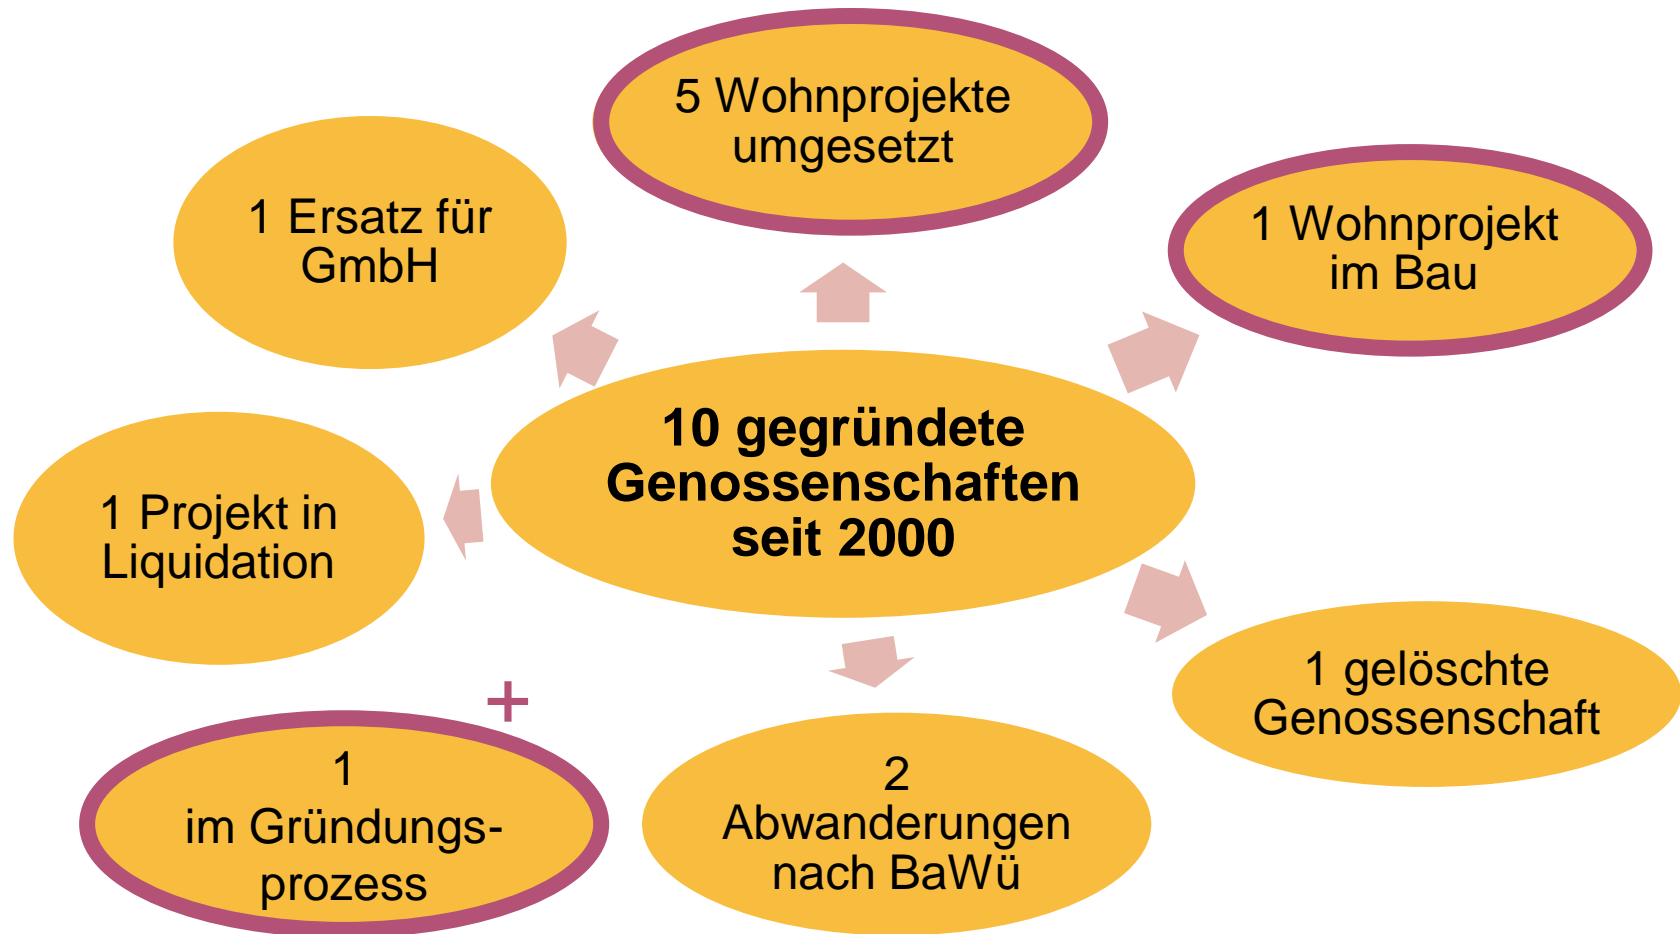 5 Wohnprojekte
umgesetzt
1 Ersatz für
GmbH
1 Wohnprojekt
im Bau
10 gegründete
Genossenschaften
seit 2000
1 Projekt in
Liquidation
1 gelöschte
Genossenschaft
+
1
im Gründungs-
prozess
2
Abwanderungen
nach BaWü